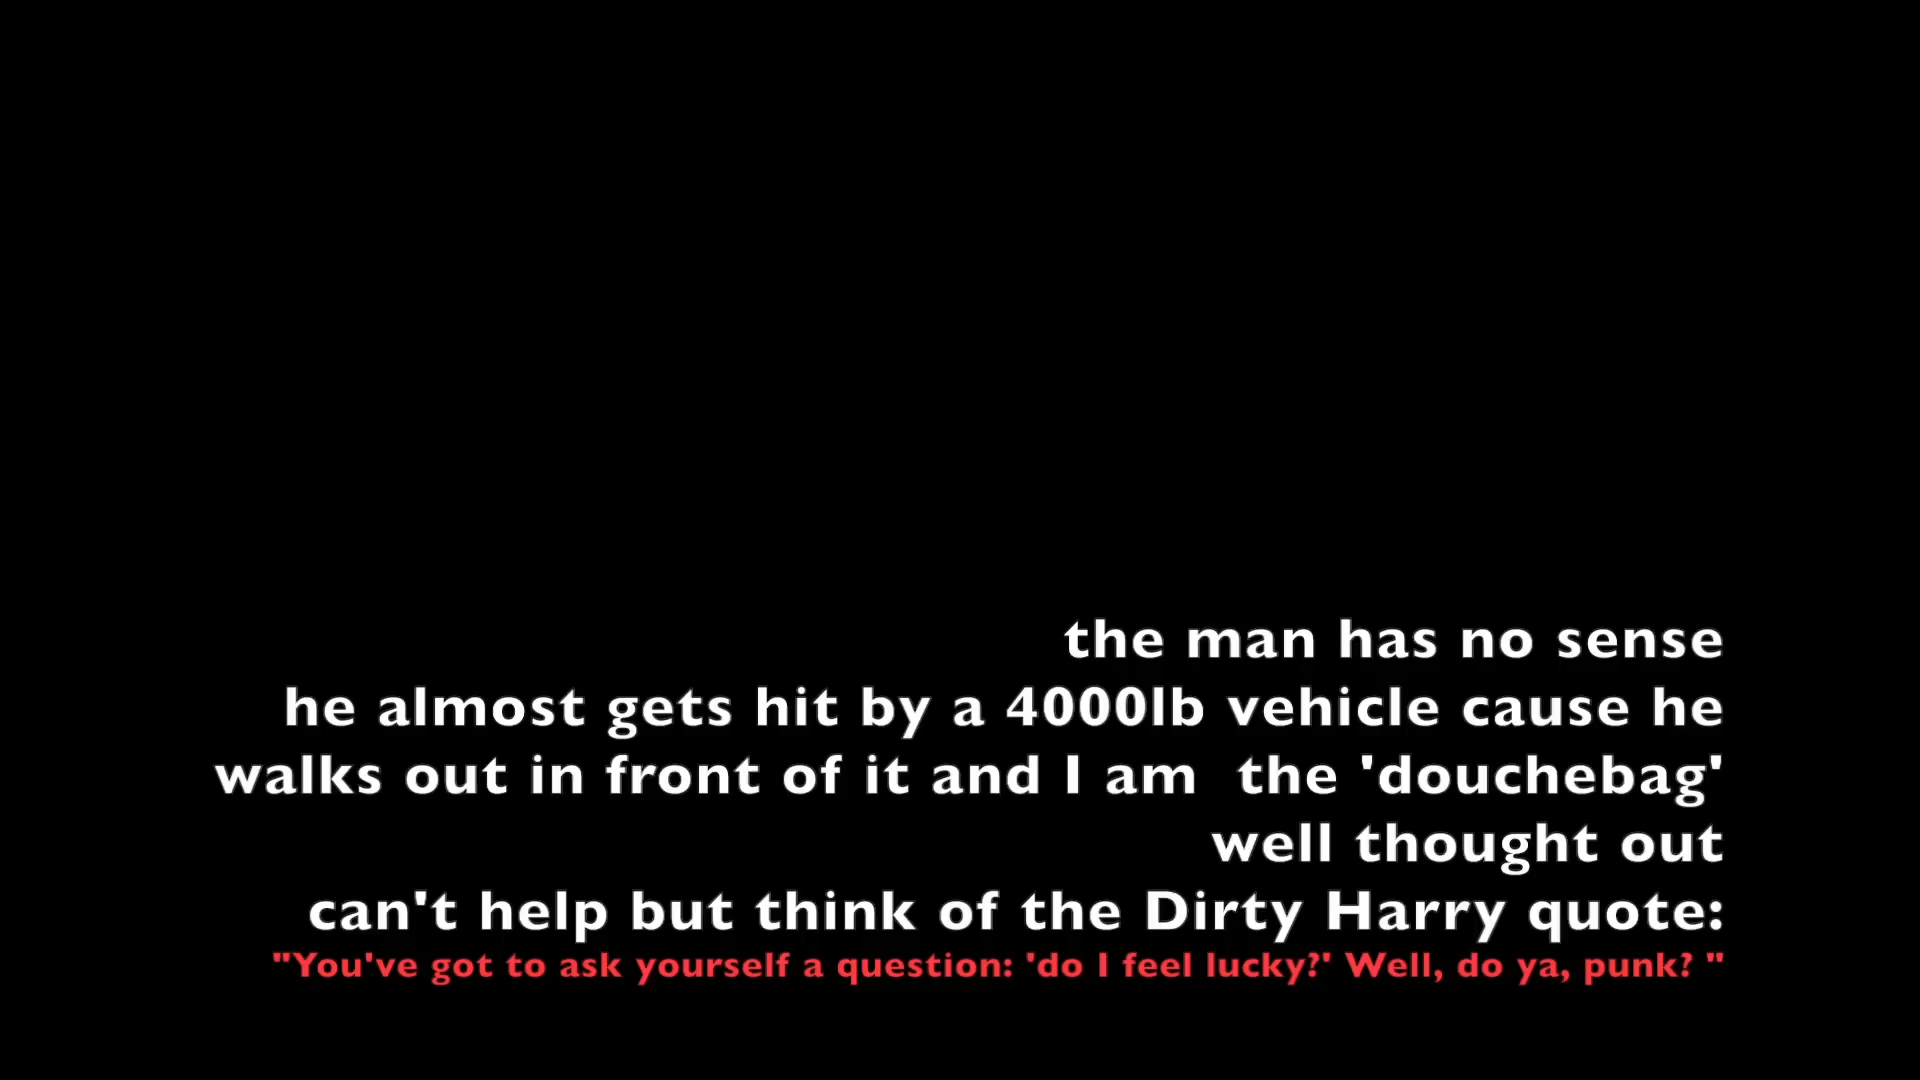 the man has no sense
he almost gets hit by a 4000lb vehicle cause he
walks out in front of it and I am  the 'douchebag'
well thought out
can't help but think of the Dirty Harry quote:
"You've got to ask yourself a question: 'do I feel lucky?' Well, do ya, punk? "